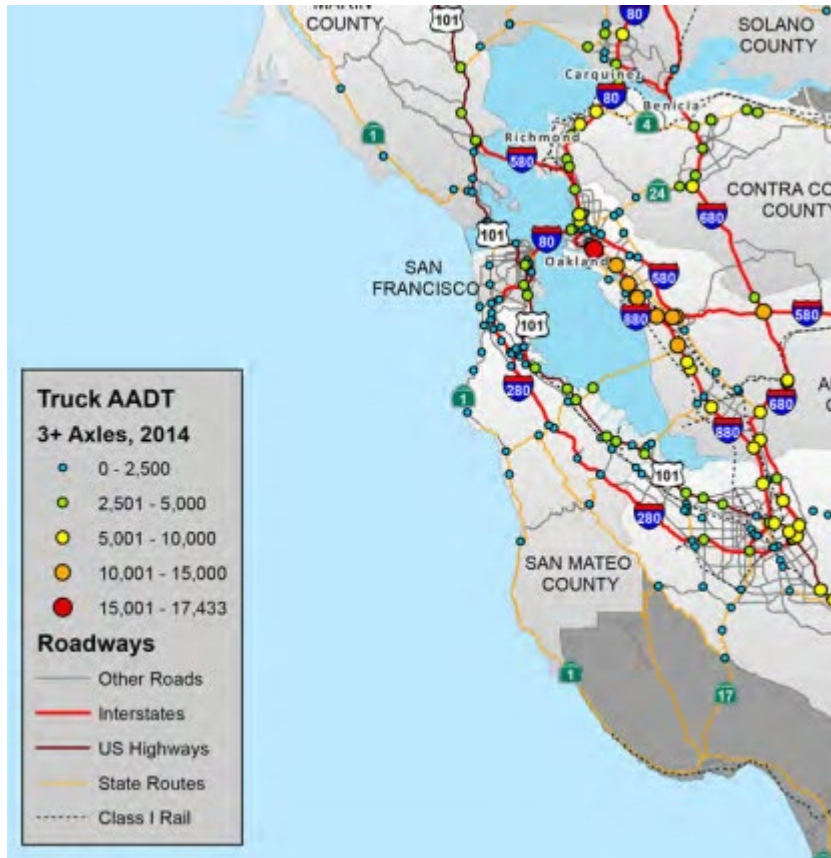 MARIN
COUNTY
101
80
SOLANO
COUNTY
Carquinez
80
Benicia
1
Richmond
4
580
24
CONTRA CO
COUNTY
680
101
80
Oakland
SAN
FRANCISCO
580
880
580
101
1
280
680
880
101
280
SAN MATEO
COUNTY
1
17
Truck AADT
3+ Axles, 2014
0 - 2,500
2,501 - 5,000
5,001 - 10,000
10,001 - 15,000
15,001 - 17,433
Roadways
Other Roads
Interstates
US Highways
State Routes
Class I Rail